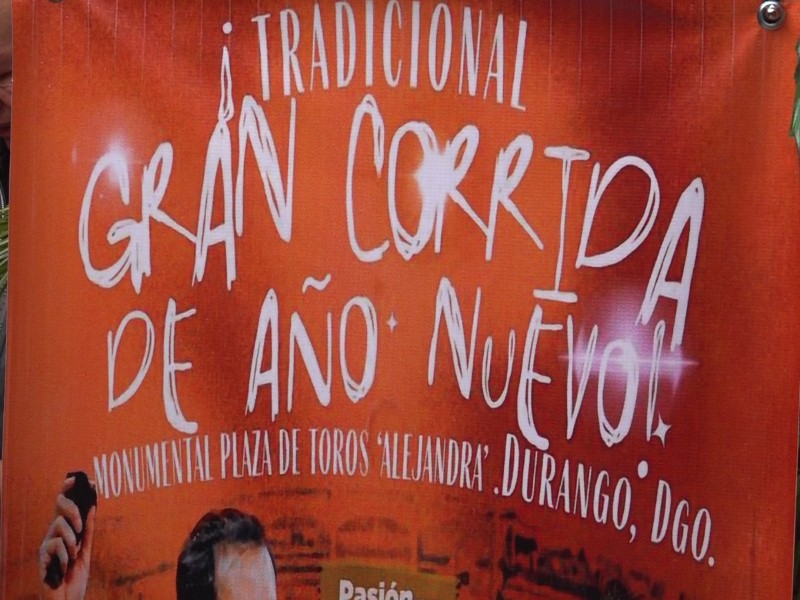 ¡TRADICIONAL
GRAN CORRIDA
DE AÑO NUEVO!
MONUMENTAL PLAZA DE TOROS 'ALEJANDRA'. DURANGO, DGO.
Pasión